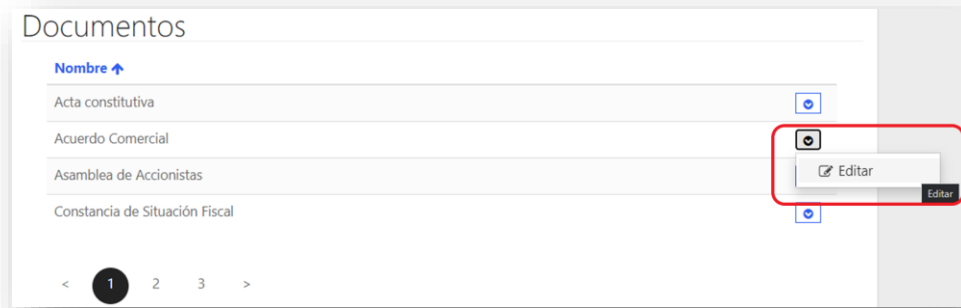 Documentos
Nombre
Acta constitutiva
Acuerdo Comercial
Editar
Asamblea de Accionistas
Editar
Constancia de Situación Fiscal
< 1 2 3 >